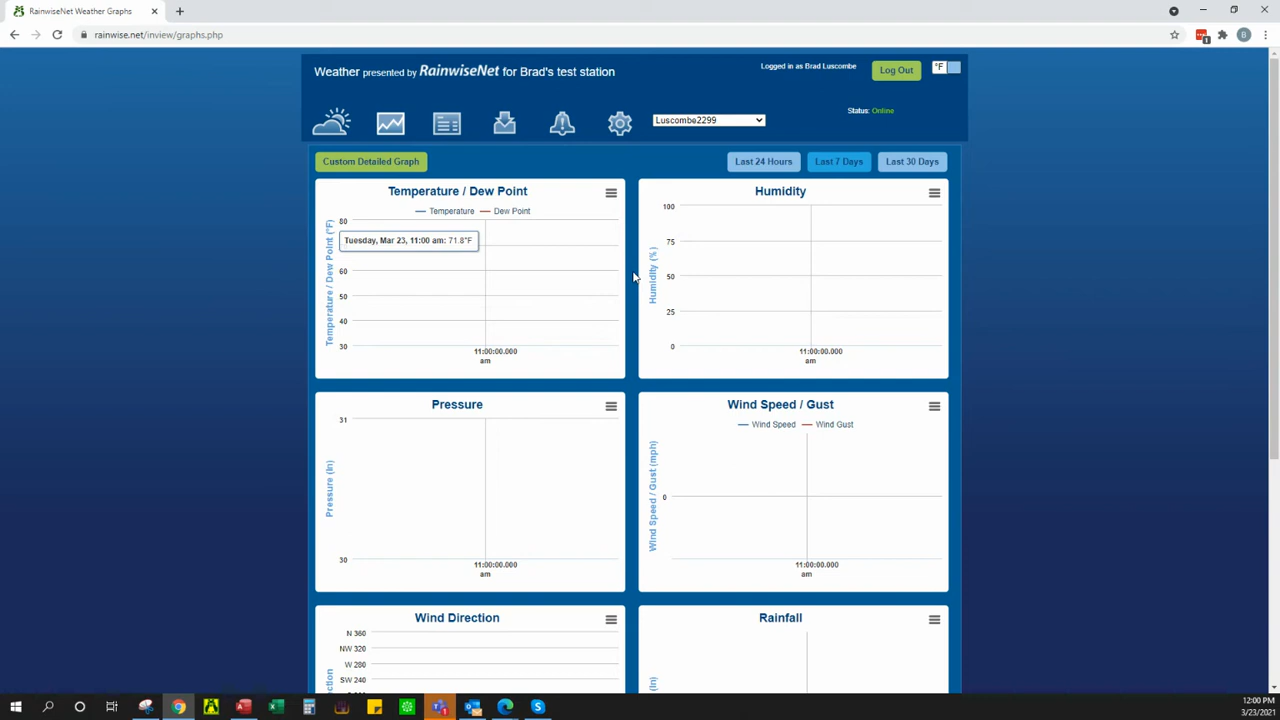 RainwiseNet Weather Graphs
rainwise.net/inview/graphs.php
1
B
Weather presented by RainwiseNet for Brad's test station
Logged in as Brad Luscombe
Log Out
°F
Luscombe2299
Status: Online
Custom Detailed Graph
Last 24 Hours
Last 7 Days
Last 30 Days
Temperature / Dew Point
Temperature
Dew Point
Temperature / Dew Point (°F)
80
Tuesday, Mar 23, 11:00 am: 71.8°F
60
50
40
30
11:00:00.000
am
Humidity
Humidity (%)
100
75
50
25
0
11:00:00.000
am
Pressure
Pressure (In)
31
30
11:00:00.000
am
Wind Speed / Gust
Wind Speed
Wind Gust
Wind Speed / Gust (mph)
0
11:00:00.000
am
Wind Direction
N 360
NW 320
W 280
SW 240
Rainfall
(In)
12:00 PM
3/23/2021